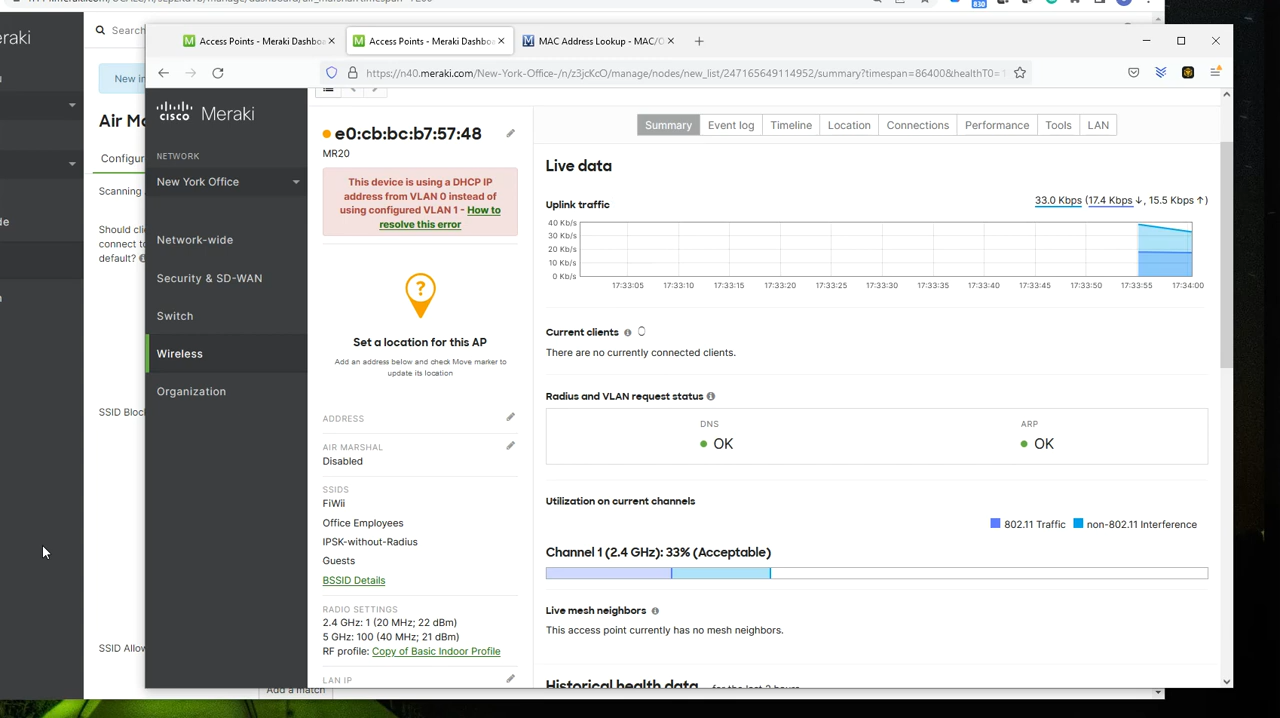 830
eraki
Search
New in
Air Ma
Configur
Scanning
Should clie
connect to
default?
de
SSID Bloc
SSID Allow
Add a match
Access Points - Meraki Dashboa
Access Points - Meraki Dashboa
MAC Address Lookup - MAC/O
https://n40.meraki.com/New-York-Office-/n/z3jcKcO/manage/nodes/new_list/247165649114952/summary?timespan=86400&healthT0=
cisco Meraki
NETWORK
New York Office
Network-wide
Security & SD-WAN
Switch
Wireless
Organization
e0:cb:bc:b7:57:48
MR20
This device is using a DHCP IP
address from VLAN 0 instead of
using configured VLAN 1 - How to
resolve this error
?
Set a location for this AP
Add an address below and check Move marker to
update its location
ADDRESS
AIR MARSHAL
Disabled
SSIDS
FiWii
Office Employees
IPSK-without-Radius
Guests
BSSID Details
RADIO SETTINGS
2.4 GHz: 1 (20 MHz; 22 dBm)
5 GHz: 100 (40 MHz; 21 dBm)
RF profile: Copy of Basic Indoor Profile
LAN IP
Summary Event log Timeline Location Connections Performance Tools LAN
Live data
Uplink traffic
33.0 Kbps (17.4 Kbps ↓, 15.5 Kbps ↑)
40 Kb/s
30 Kb/s
20 Kb/s
10 Kb/s
0 Kb/s
17:33:05 17:33:10 17:33:15 17:33:20 17:33:25 17:33:30 17:33:35 17:33:40 17:33:45 17:33:50 17:33:55 17:34:00
Current clients
There are no currently connected clients.
Radius and VLAN request status
DNS ARP
OK OK
Utilization on current channels
802.11 Traffic non-802.11 Interference
Channel 1 (2.4 GHz): 33% (Acceptable)
Live mesh neighbors
This access point currently has no mesh neighbors.
Historical health data for the last 2 hours